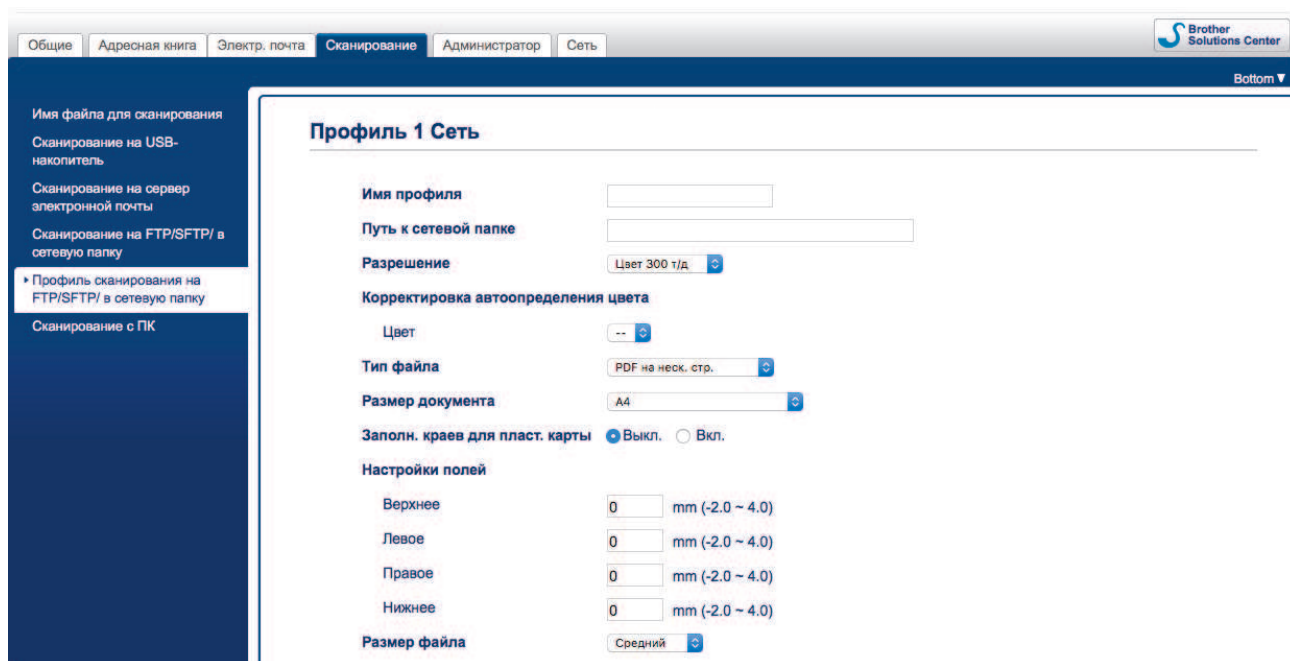 Общие Адресная книга Электр. почта Сканирование Администратор Сеть
Brother
Solutions Center
Bottom▼
Имя файла для сканирования
Сканирование на USB-
накопитель
Сканирование на сервер
электронной почты
Сканирование на FTP/SFTP/ в
сетевую папку
Профиль сканирования на
FTP/SFTP/ в сетевую папку
Сканирование с ПК
Профиль 1 Сеть
Имя профиля
Путь к сетевой папке
Разрешение Цвет 300 т/д
Корректировка автоопределения цвета
Цвет --
Тип файла PDF на неск. стр.
Размер документа A4
Заполн. краев для пласт. карты Выкл. Вкл.
Настройки полей
Верхнее 0 mm (-2.0 ~ 4.0)
Левое 0 mm (-2.0 ~ 4.0)
Правое 0 mm (-2.0 ~ 4.0)
Нижнее 0 mm (-2.0 ~ 4.0)
Размер файла Средний